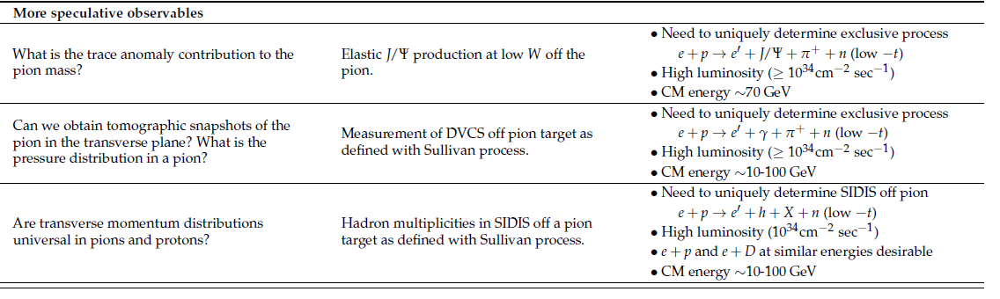 More speculative observables
What is the trace anomaly contribution to the
pion mass?
Elastic J/Ψ production at low W off the
pion.
• Need to uniquely determine exclusive process
e + p → e′ + J/Ψ + π⁺ + n (low −t)
• High luminosity (≥ 10³⁴cm⁻² sec⁻¹)
• CM energy ∼70 GeV
Can we obtain tomographic snapshots of the
pion in the transverse plane? What is the
pressure distribution in a pion?
Measurement of DVCS off pion target as
defined with Sullivan process.
• Need to uniquely determine exclusive process
e + p → e′ + γ + π⁺ + n (low −t)
• High luminosity (≥ 10³⁴cm⁻² sec⁻¹)
• CM energy ∼10-100 GeV
Are transverse momentum distributions
universal in pions and protons?
Hadron multiplicities in SIDIS off a pion
target as defined with Sullivan process.
• Need to uniquely determine SIDIS off pion
e + p → e′ + h + X + n (low −t)
• High luminosity (10³⁴cm⁻² sec⁻¹)
• e + p and e + D at similar energies desirable
• CM energy ∼10-100 GeV